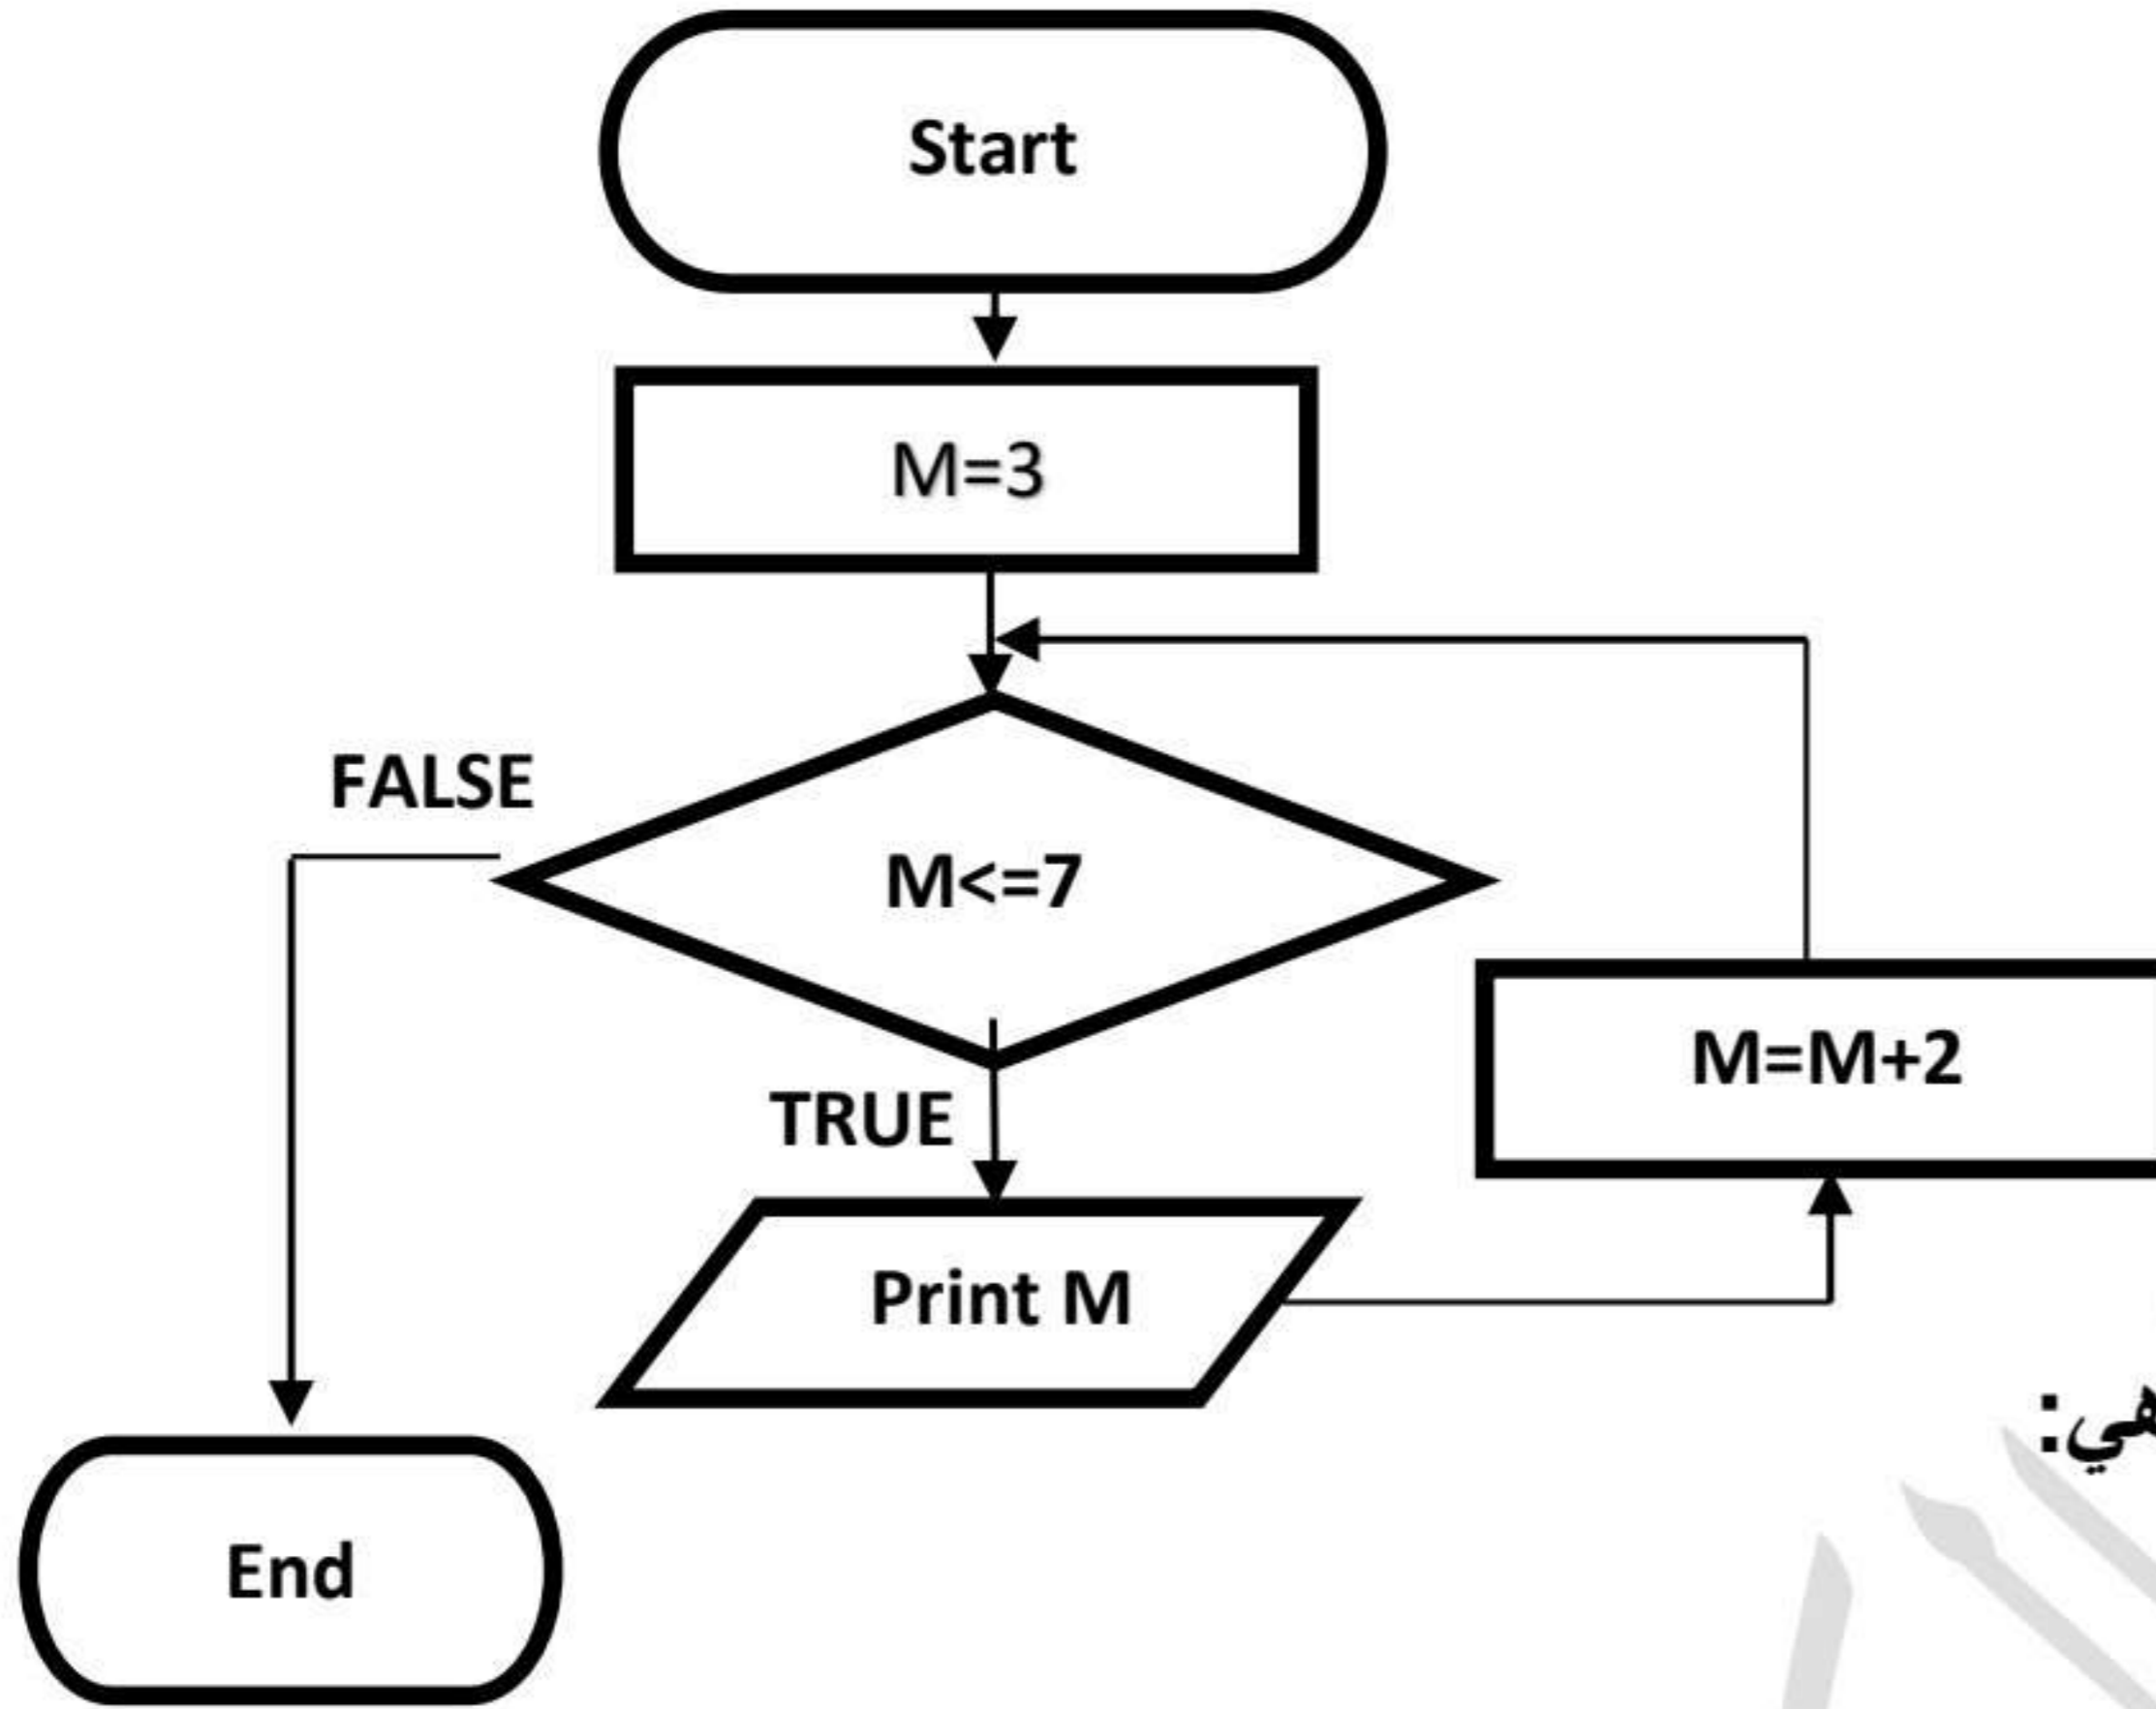 Start
M=3
FALSE
M<=7
M=M+2
TRUE
Print M
هي:
End